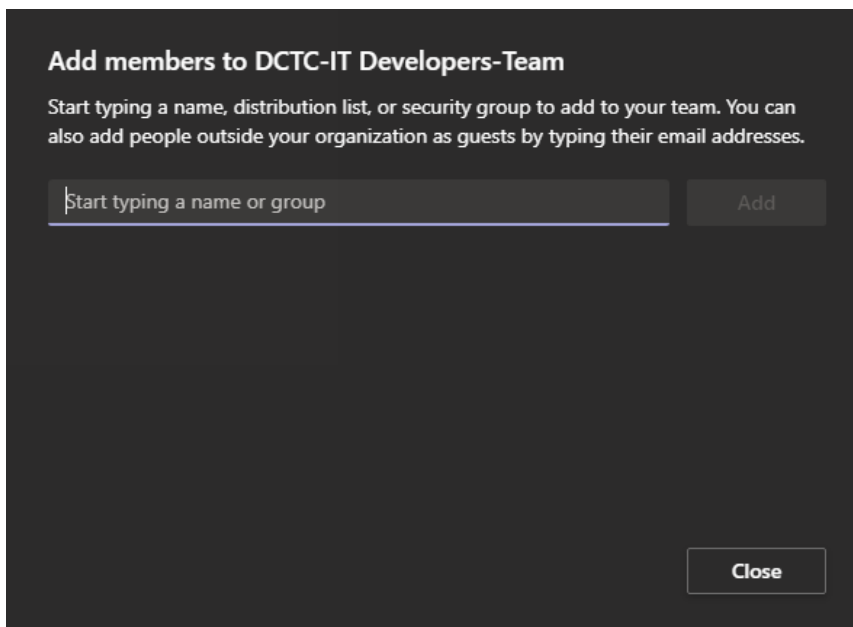 Add members to DCTC-IT Developers-Team
Start typing a name, distribution list, or security group to add to your team. You can
also add people outside your organization as guests by typing their email addresses.
Start typing a name or group
Add
Close